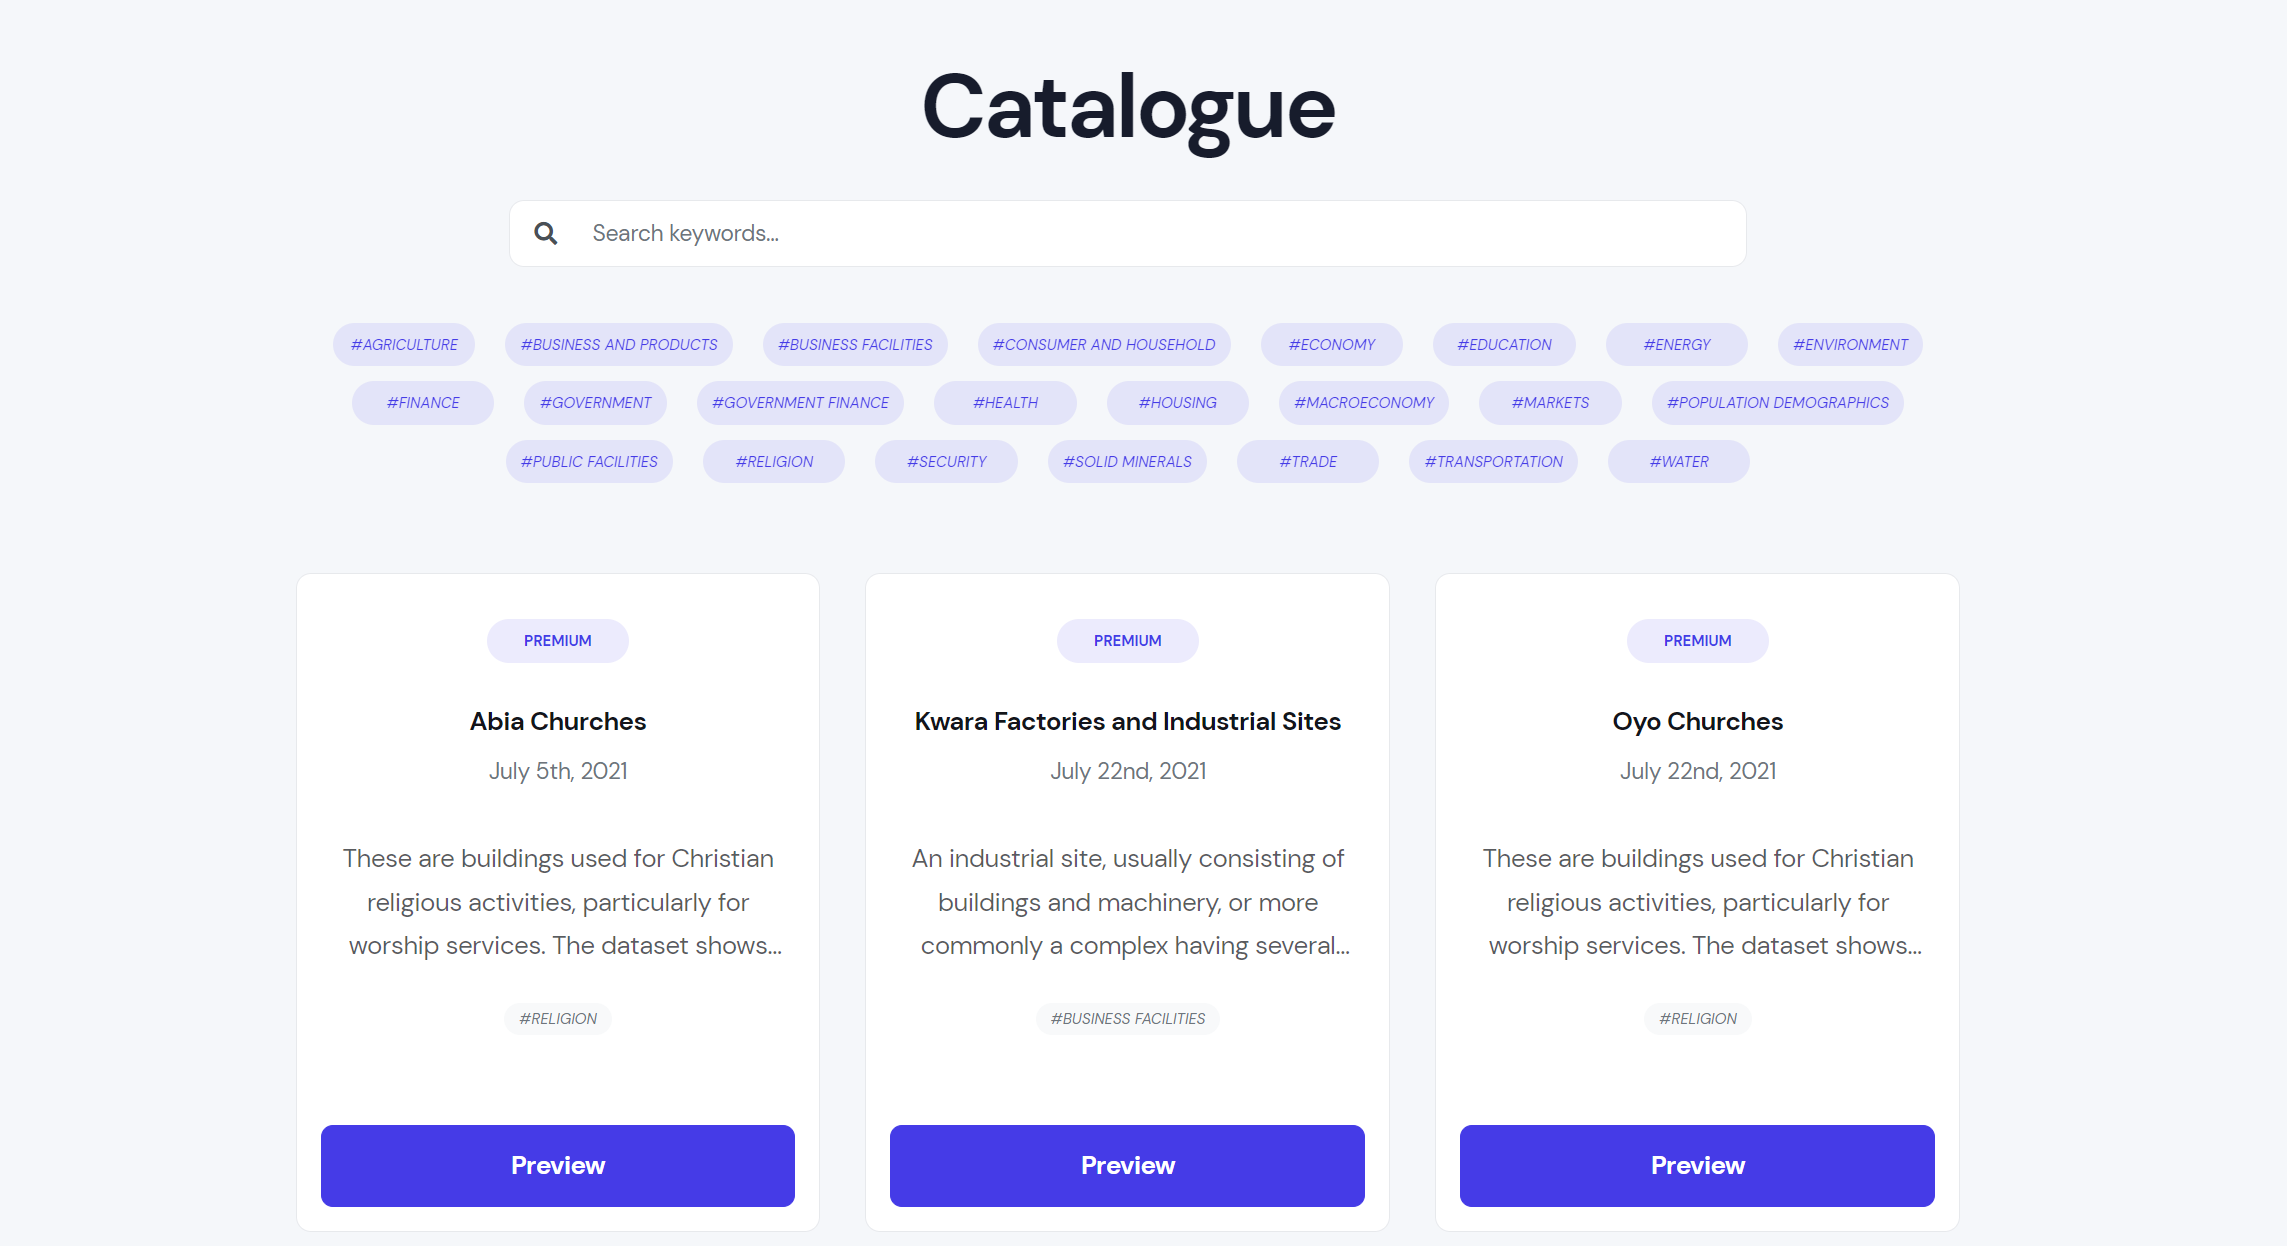 Catalogue
Search keywords...
#AGRICULTURE #BUSINESS AND PRODUCTS #BUSINESS FACILITIES #CONSUMER AND HOUSEHOLD #ECONOMY #EDUCATION #ENERGY #ENVIRONMENT
#FINANCE #GOVERNMENT #GOVERNMENT FINANCE #HEALTH #HOUSING #MACROECONOMY #MARKETS #POPULATION DEMOGRAPHICS
#PUBLIC FACILITIES #RELIGION #SECURITY #SOLID MINERALS #TRADE #TRANSPORTATION #WATER
PREMIUM
Abia Churches
July 5th, 2021
These are buildings used for Christian
religious activities, particularly for
worship services. The dataset shows...
#RELIGION
Preview
PREMIUM
Kwara Factories and Industrial Sites
July 22nd, 2021
An industrial site, usually consisting of
buildings and machinery, or more
commonly a complex having several...
#BUSINESS FACILITIES
Preview
PREMIUM
Oyo Churches
July 22nd, 2021
These are buildings used for Christian
religious activities, particularly for
worship services. The dataset shows...
#RELIGION
Preview